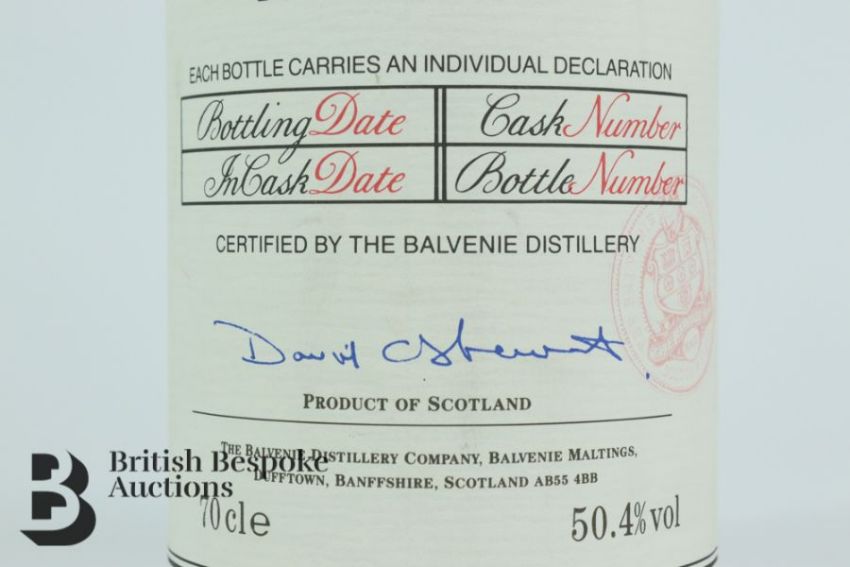 EACH BOTTLE CARRIES AN INDIVIDUAL DECLARATION
Bottling Date Cask Number
In Cask Date Bottle Number
CERTIFIED BY THE BALVENIE DISTILLERY
David C Stewart
PRODUCT OF SCOTLAND
THE BALVENIE DISTILLERY COMPANY, BALVENIE MALTINGS,
DUFFTOWN, BANFFSHIRE, SCOTLAND AB55 4BB
70cle 50.4% vol
British Bespoke
Auctions